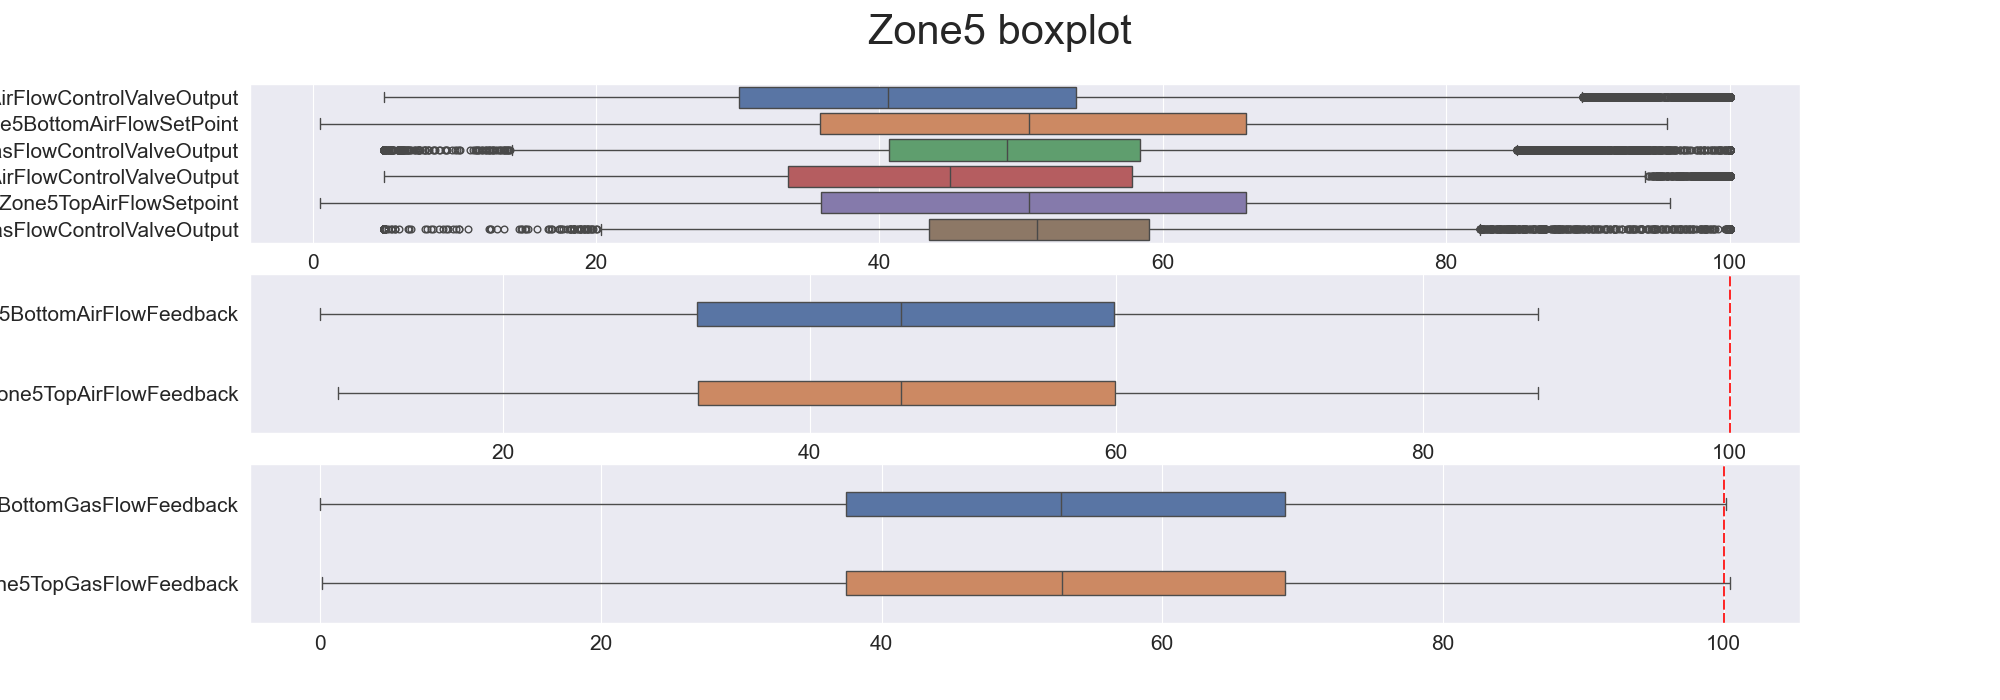 Zone5 boxplot
AirFlowControlValveOutput
e5BottomAirFlowSetPoint
asFlowControlValveOutput
AirFlowControlValveOutput
Zone5TopAirFlowSetpoint
asFlowControlValveOutput
0 20 40 60 80 100
5BottomAirFlowFeedback
one5TopAirFlowFeedback
20 40 60 80 100
BottomGasFlowFeedback
ne5TopGasFlowFeedback
0 20 40 60 80 100